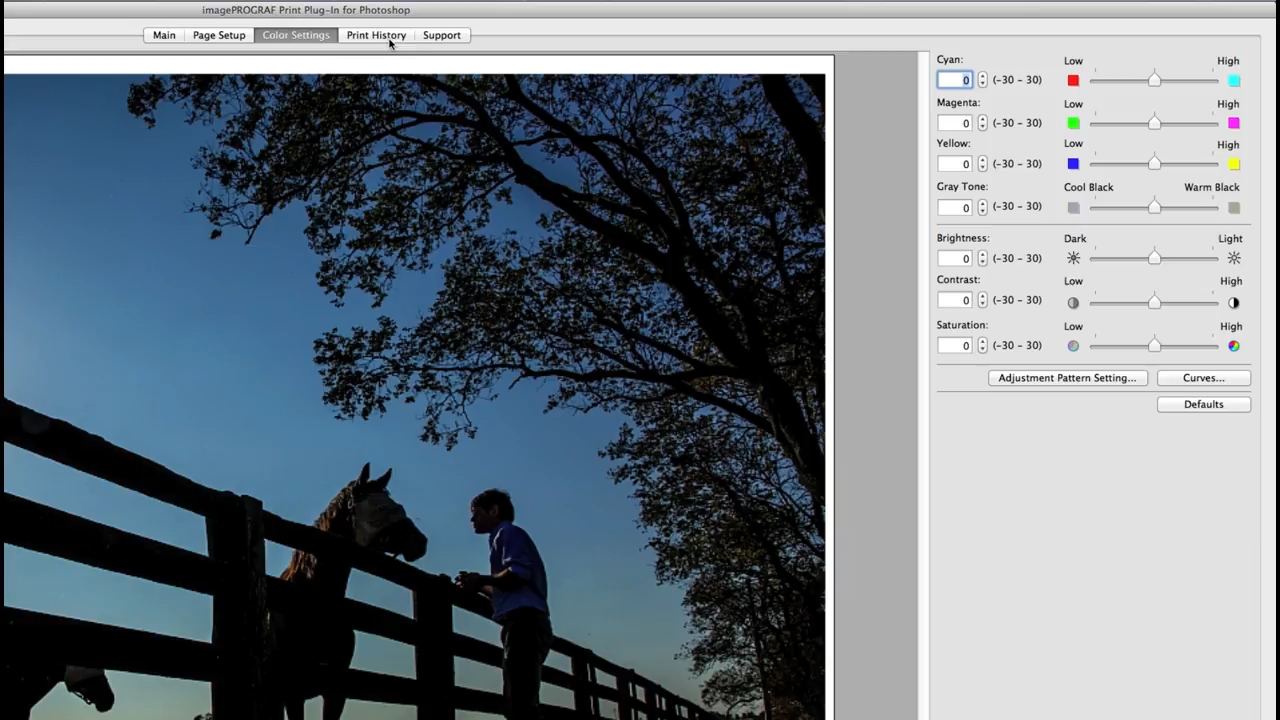 imagePROGRAF Print Plug-In for Photoshop
Main Page Setup Color Settings Print History Support
Cyan: Low High
0 (-30 - 30)
Magenta: Low High
0 (-30 - 30)
Yellow: Low High
0 (-30 - 30)
Gray Tone: Cool Black Warm Black
0 (-30 - 30)
Brightness: Dark Light
0 (-30 - 30)
Contrast: Low High
0 (-30 - 30)
Saturation: Low High
0 (-30 - 30)
Adjustment Pattern Setting... Curves...
Defaults